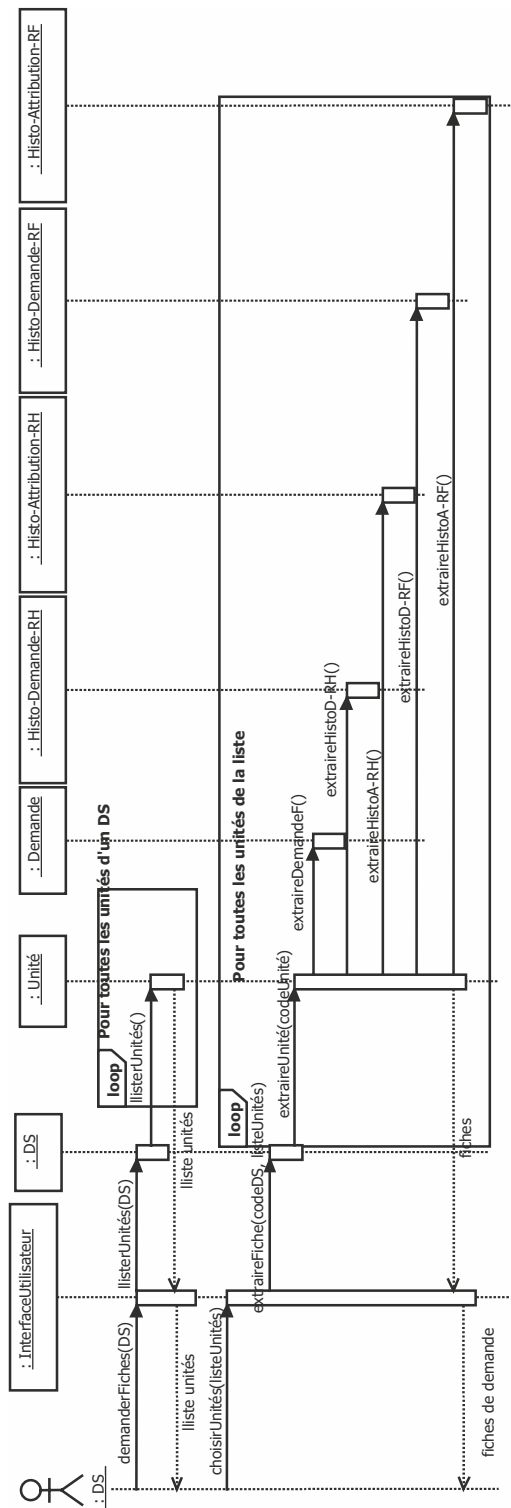 : DS
: InterfaceUtilisateur
: DS
: Unité
: Demande
: Histo-Demande-RH
: Histo-Attribution-RH
: Histo-Demande-RF
: Histo-Attribution-RF
loop
Pour toutes les unités d'un DS
demanderFiches(DS)
llisterUnités(DS)
llisterUnités()
lliste unités
lliste unités
loop
Pour toutes les unités de la liste
choisirUnités(listeUnités)
extraireFiche(codeDS, listeUnités)
extraireUnité(codeUnité)
extraireDemandeF()
extraireHistoD-RH()
extraireHistoA-RH()
extraireHistoD-RF()
extraireHistoA-RF()
fiches
fiches de demande